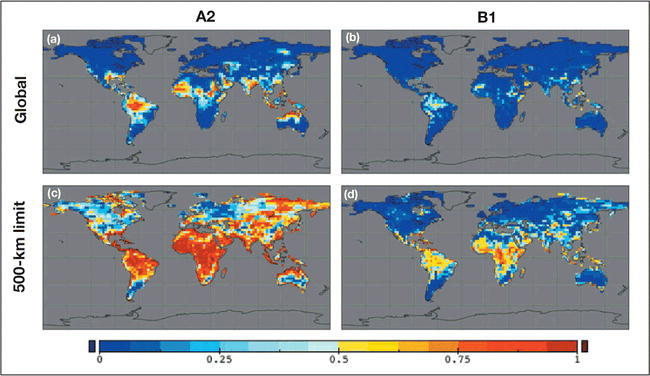 A2 B1
Global
(a) (b)
500-km limit
(c) (d)
0 0.25 0.5 0.75 1